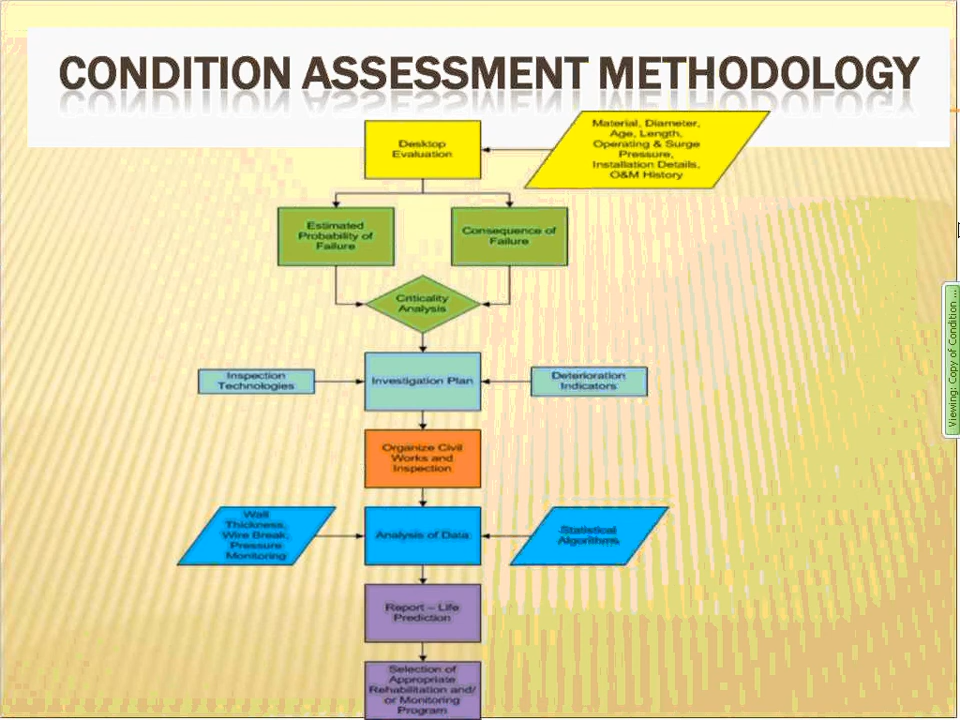 CONDITION ASSESSMENT METHODOLOGY
Desktop
Evaluation
Material, Diameter,
Age, Length,
Operating & Surge
Pressure,
Installation Details,
O&M History
Estimated
Probability of
Failure
Consequence of
Failure
Criticality
Analysis
Inspection
Technologies
Investigation Plan
Deterioration
Indicators
Organize Civil
Works and
Inspection
Wall
Thickness,
Wire Break,
Pressure
Monitoring
Analysis of Data
Statistical
Algorithms
Report – Life
Prediction
Selection of
Appropriate
Rehabilitation and/
or Monitoring
Program
Viewing: Copy of Condition ...